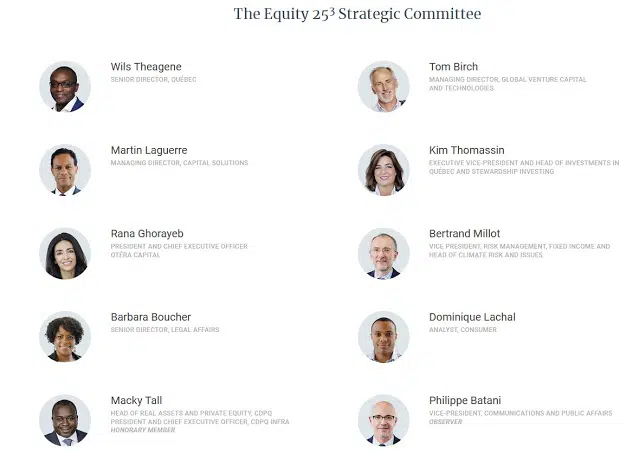 The Equity 25³ Strategic Committee
Wils Theagene
SENIOR DIRECTOR, QUÉBEC
Tom Birch
MANAGING DIRECTOR, GLOBAL VENTURE CAPITAL
AND TECHNOLOGIES
Martin Laguerre
MANAGING DIRECTOR, CAPITAL SOLUTIONS
Kim Thomassin
EXECUTIVE VICE-PRESIDENT AND HEAD OF INVESTMENTS IN
QUÉBEC AND STEWARDSHIP INVESTING
Rana Ghorayeb
PRESIDENT AND CHIEF EXECUTIVE OFFICER
OTÉRA CAPITAL
Bertrand Millot
VICE PRESIDENT, RISK MANAGEMENT, FIXED INCOME AND
HEAD OF CLIMATE RISK AND ISSUES
Barbara Boucher
SENIOR DIRECTOR, LEGAL AFFAIRS
Dominique Lachal
ANALYST, CONSUMER
Macky Tall
HEAD OF REAL ASSETS AND PRIVATE EQUITY, CDPQ
PRESIDENT AND CHIEF EXECUTIVE OFFICER, CDPQ INFRA
HONORARY MEMBER
Philippe Batani
VICE-PRESIDENT, COMMUNICATIONS AND PUBLIC AFFAIRS
OBSERVER